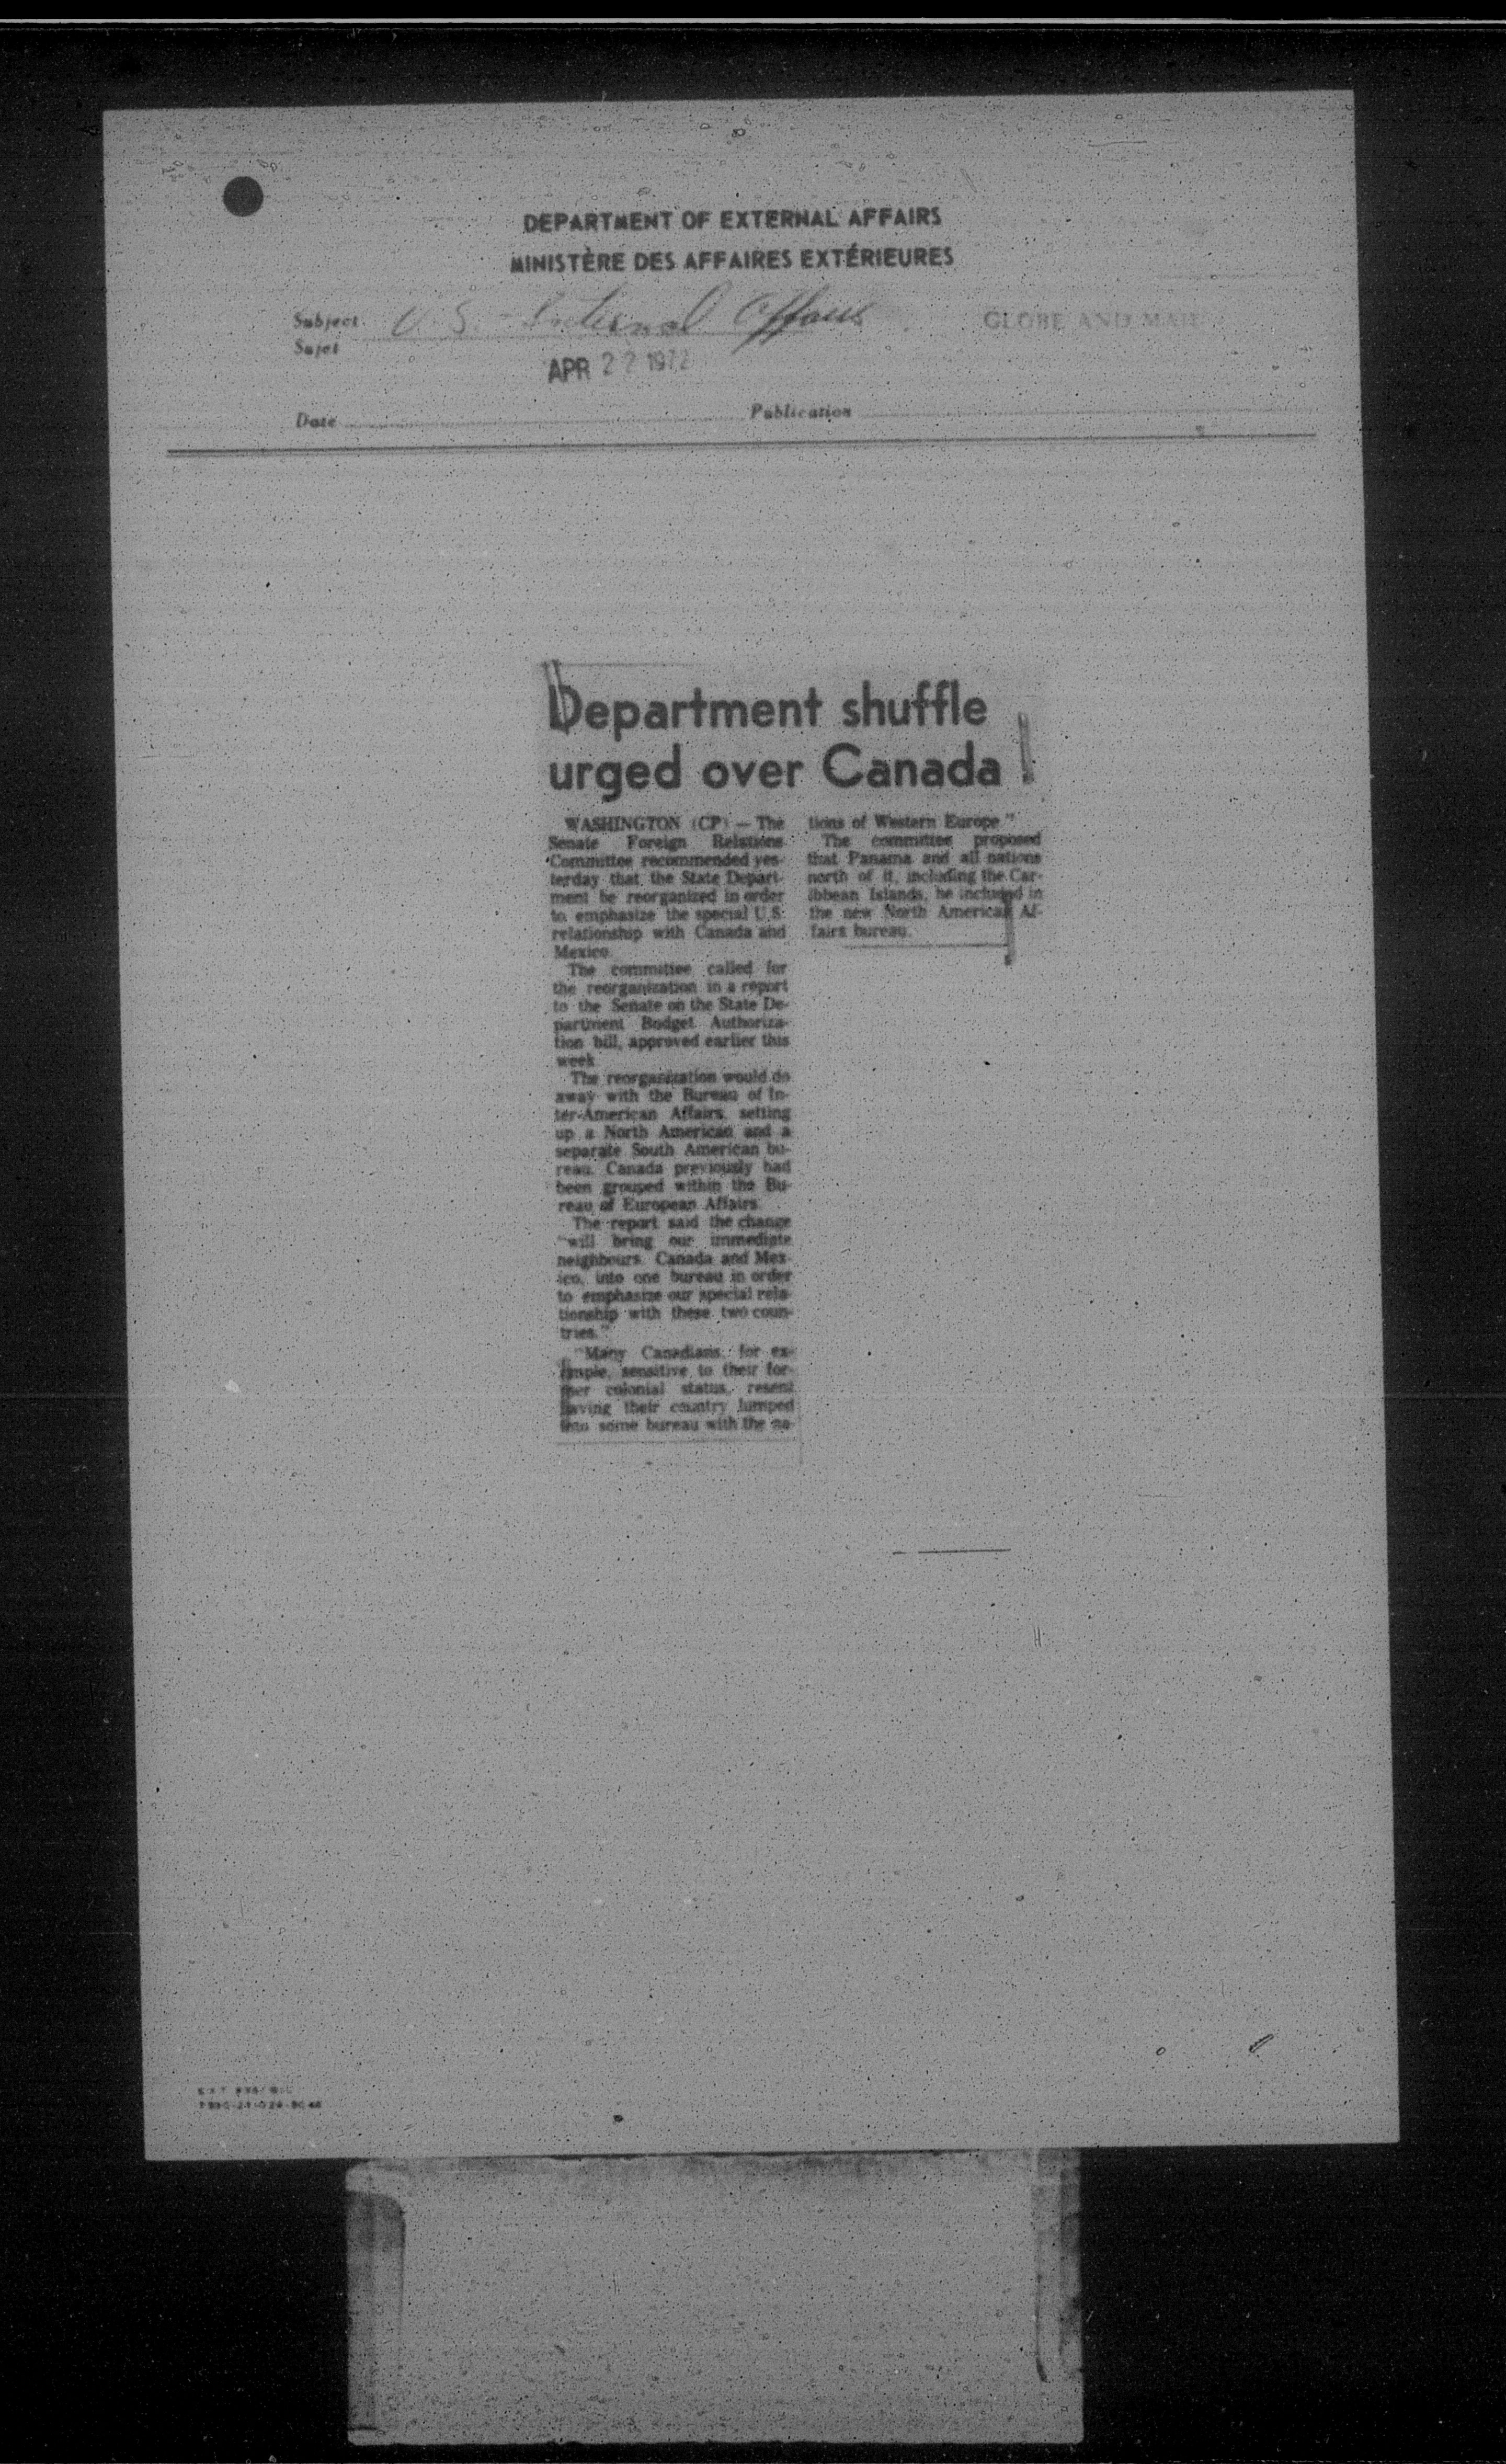 DEPARTMENT OF EXTERNAL AFFAIRS
MINISTÈRE DES AFFAIRES EXTÉRIEURES
Subject U.S. - Internal Affairs
GLOBE AND MAIL
Sujet
APR 22 1972
Date
Publication
Department shuffle
urged over Canada
WASHINGTON (CP) — The
Senate Foreign Relations
Committee recommended yes-
terday that the State Depart-
ment be reorganized in order
to emphasize the special U.S.
relationship with Canada and
Mexico.
The committee called for
the reorganization in a report
to the Senate on the State De-
partment Budget Authoriza-
tion bill, approved earlier this
week.
The reorganization would do
away with the Bureau of In-
ter-American Affairs, setting
up a North American and a
separate South American bu-
reau. Canada previously had
been grouped within the Bu-
reau of European Affairs.
The report said the change
"will bring our immediate
neighbours, Canada and Mex-
ico, into one bureau in order
to emphasize our special rela-
tionship with these two coun-
tries."
"Many Canadians, for ex-
ample, sensitive to their for-
mer colonial status, resent
having their country lumped
into some bureau with the na-
tions of Western Europe."
The committee proposed
that Panama and all nations
north of it, including the Car-
ibbean Islands, be included in
the new North American Af-
fairs bureau.